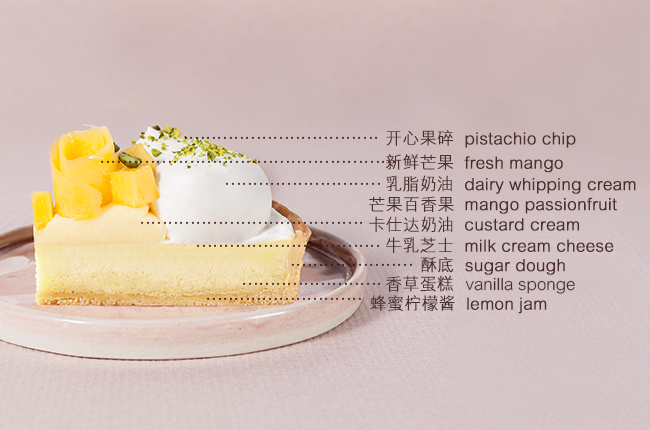 开心果碎 pistachio chip
新鲜芒果 fresh mango
乳脂奶油 dairy whipping cream
芒果百香果 mango passionfruit
卡仕达奶油 custard cream
牛乳芝士 milk cream cheese
酥底 sugar dough
香草蛋糕 vanilla sponge
蜂蜜柠檬酱 lemon jam